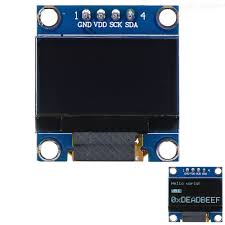 1 4
GND VDD SCK SDA
Hello world!
0xDEADBEEF